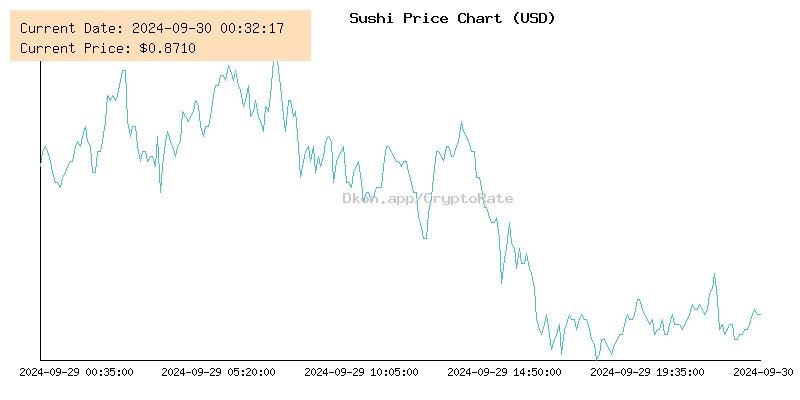 Sushi Price Chart (USD)
Current Date: 2024-09-30 00:32:17
Current Price: $0.8710
Dkon.app/CryptoRate
2024-09-29 00:35:00 2024-09-29 05:20:00 2024-09-29 10:05:00 2024-09-29 14:50:00 2024-09-29 19:35:00 2024-09-30